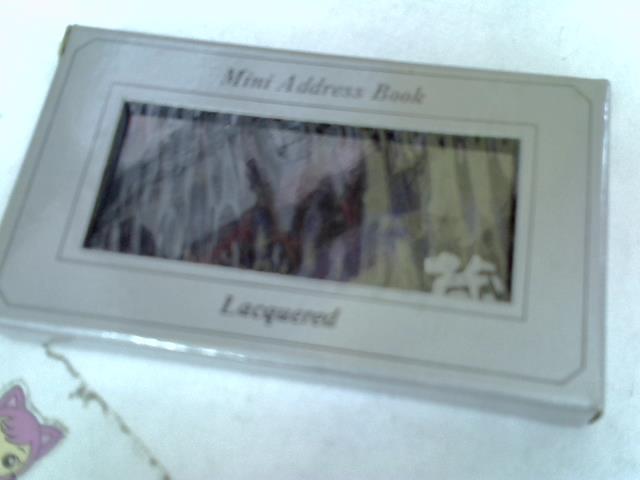 Mini Address Book
Lacquered